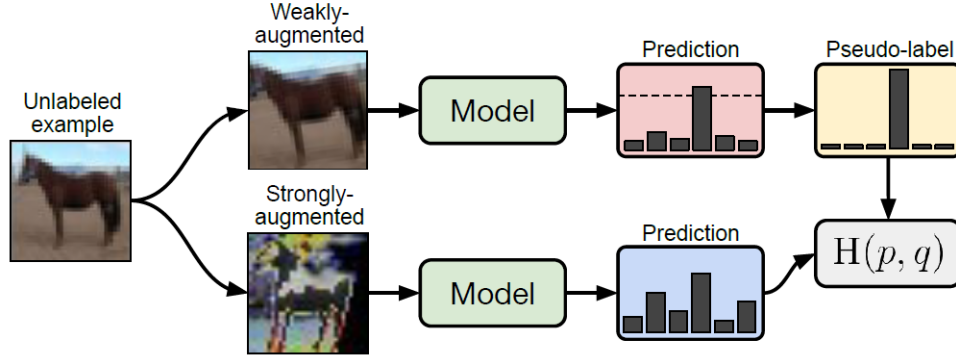 Unlabeled
example
Weakly-
augmented
Model
Prediction
Pseudo-label
Strongly-
augmented
Model
Prediction
H(p, q)